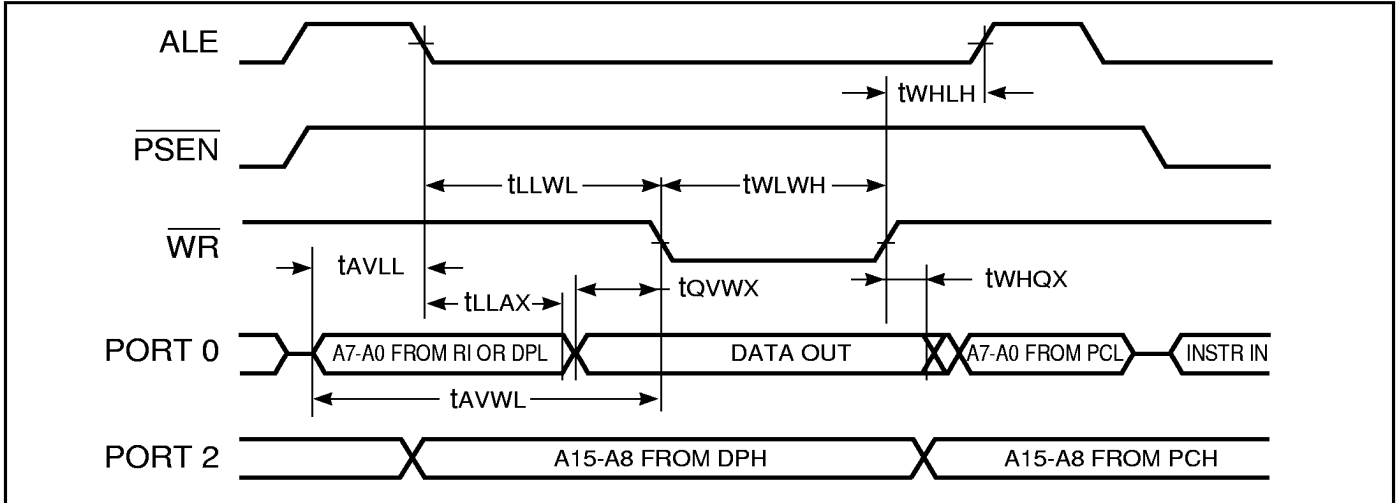 ALE
tWHLH
PSEN
tLLWL
tWLWH
WR
tAVLL
tLLAX
tQVWX
tWHQX
PORT 0
A7-A0 FROM RI OR DPL
DATA OUT
A7-A0 FROM PCL
INSTR IN
tAVWL
PORT 2
A15-A8 FROM DPH
A15-A8 FROM PCH